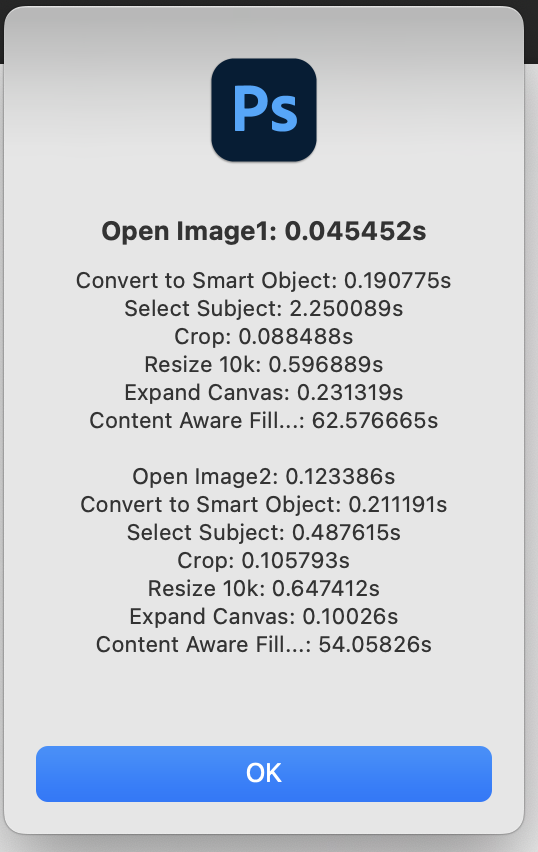 Ps
Open Image1: 0.045452s
Convert to Smart Object: 0.190775s
Select Subject: 2.250089s
Crop: 0.088488s
Resize 10k: 0.596889s
Expand Canvas: 0.231319s
Content Aware Fill...: 62.576665s
Open Image2: 0.123386s
Convert to Smart Object: 0.211191s
Select Subject: 0.487615s
Crop: 0.105793s
Resize 10k: 0.647412s
Expand Canvas: 0.10026s
Content Aware Fill...: 54.05826s
OK